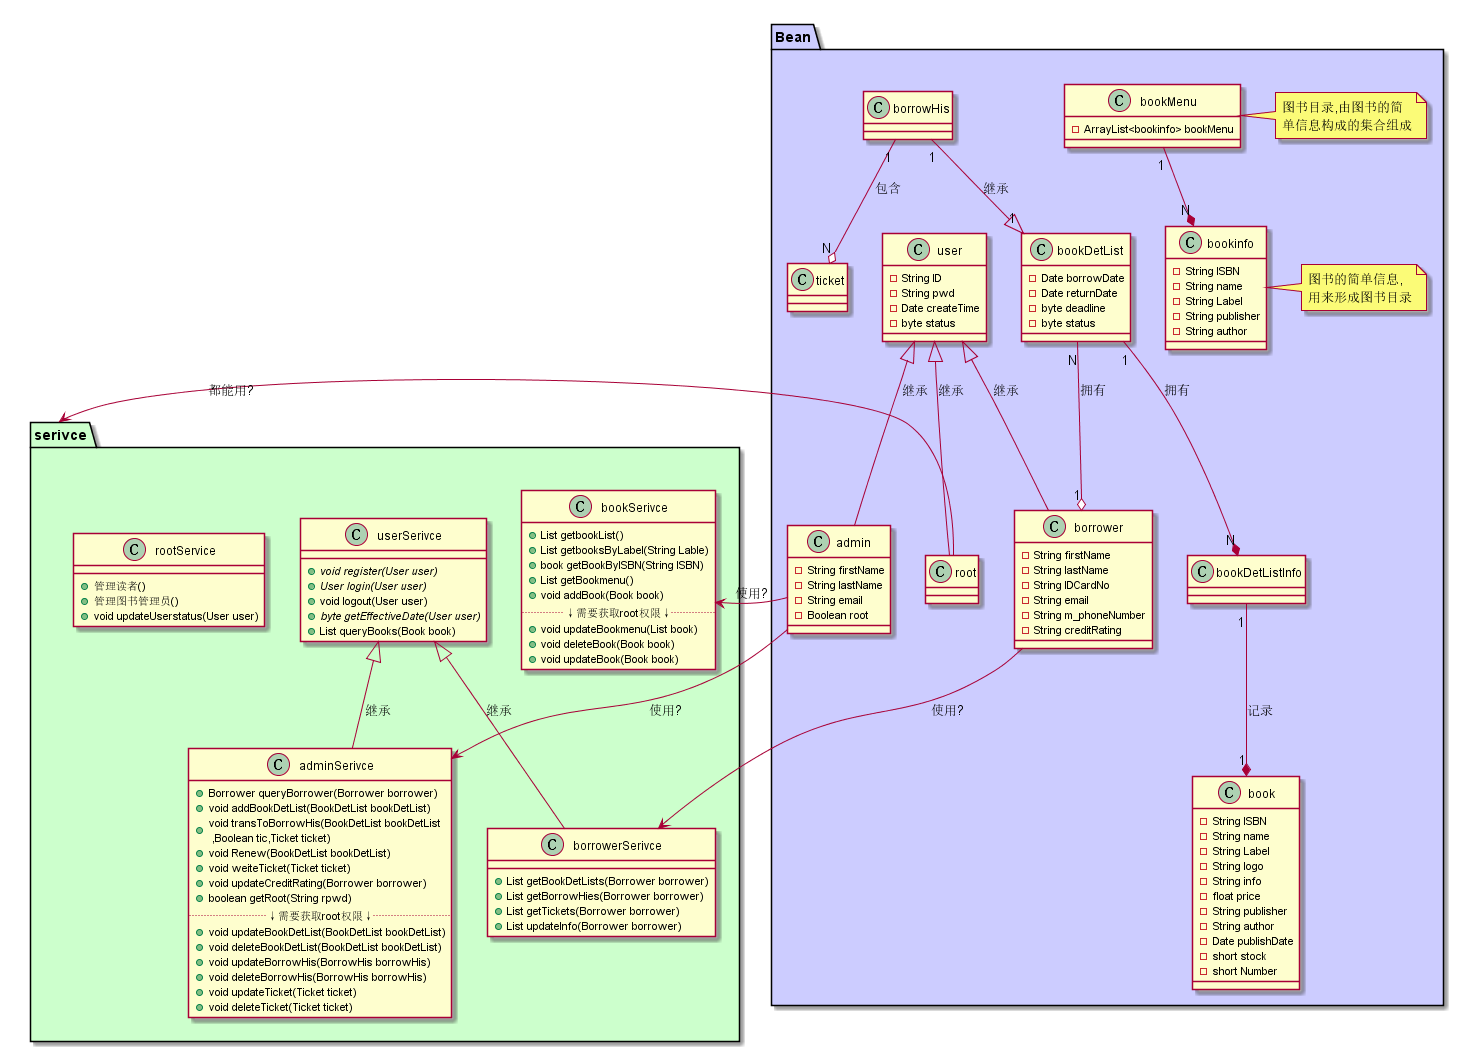 Bean
C borrowHis
C bookMenu
ArrayList<bookinfo> bookMenu
图书目录,由图书的简
单信息构成的集合组成
1
1
1
包含
继承
N
1
N
C ticket
C user
String ID
String pwd
Date createTime
byte status
C bookDetList
Date borrowDate
Date returnDate
byte deadline
byte status
C bookinfo
String ISBN
String name
String Label
String publisher
String author
图书的简单信息,
用来形成图书目录
N
1
都能用?
继承
继承
继承
拥有
拥有
1
N
serivce
C rootService
管理读者()
管理图书管理员()
void updateUserstatus(User user)
C userSerivce
void register(User user)
User login(User user)
void logout(User user)
byte getEffectiveDate(User user)
List queryBooks(Book book)
C bookSerivce
List getbookList()
List getbooksByLabel(String Lable)
book getBookByISBN(String ISBN)
List getBookmenu()
void addBook(Book book)
↓需要获取root权限↓
void updateBookmenu(List book)
void deleteBook(Book book)
void updateBook(Book book)
使用?
C admin
String firstName
String lastName
String email
Boolean root
C root
C borrower
String firstName
String lastName
String IDCardNo
String email
String m_phoneNumber
String creditRating
C bookDetListInfo
1
继承
继承
使用?
使用?
记录
1
C adminSerivce
Borrower queryBorrower(Borrower borrower)
void addBookDetList(BookDetList bookDetList)
void transToBorrowHis(BookDetList bookDetList
,Boolean tic,Ticket ticket)
void Renew(BookDetList bookDetList)
void weiteTicket(Ticket ticket)
void updateCreditRating(Borrower borrower)
boolean getRoot(String rpwd)
↓需要获取root权限↓
void updateBookDetList(BookDetList bookDetList)
void deleteBookDetList(BookDetList bookDetList)
void updateBorrowHis(BorrowHis borrowHis)
void deleteBorrowHis(BorrowHis borrowHis)
void updateTicket(Ticket ticket)
void deleteTicket(Ticket ticket)
C borrowerSerivce
List getBookDetLists(Borrower borrower)
List getBorrowHies(Borrower borrower)
List getTickets(Borrower borrower)
List updateInfo(Borrower borrower)
C book
String ISBN
String name
String Label
String logo
String info
float price
String publisher
String author
Date publishDate
short stock
short Number